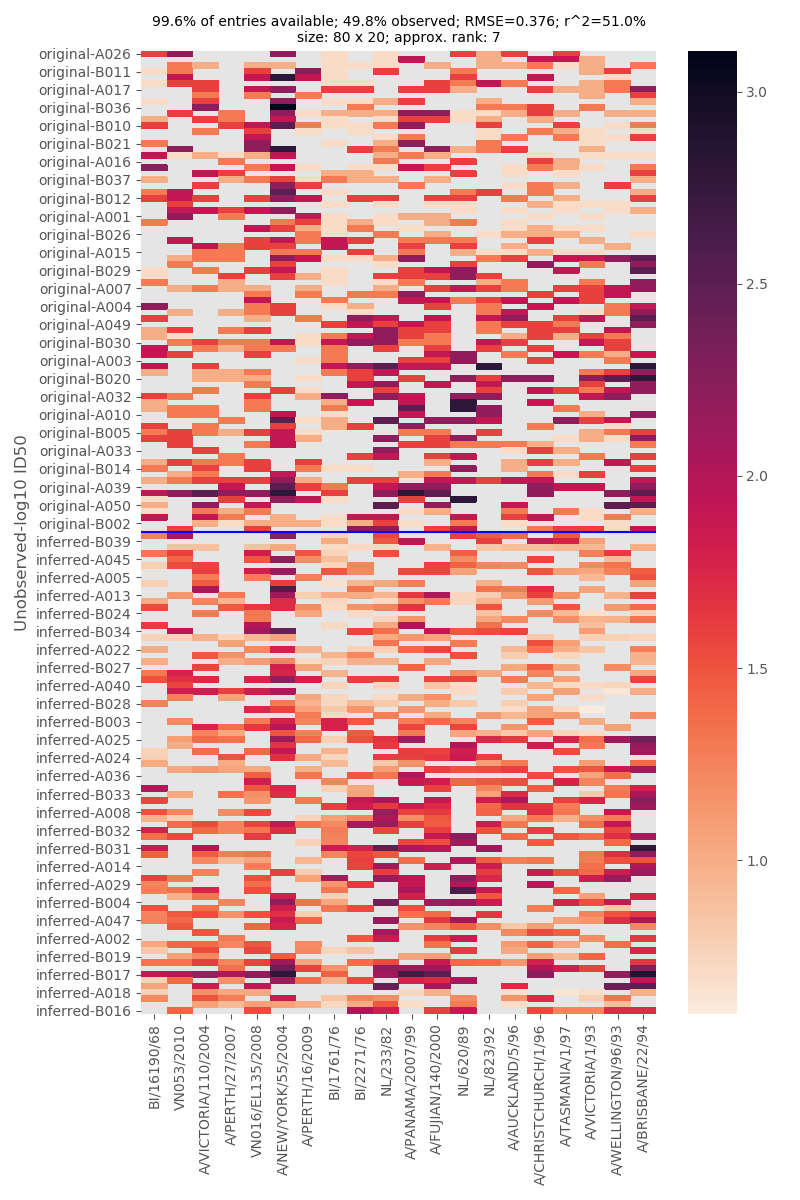 99.6% of entries available; 49.8% observed; RMSE=0.376; r^2=51.0%
size: 80 x 20; approx. rank: 7
Unobserved-log10 ID50
original-A026
original-B011
original-A017
original-B036
original-B010
original-B021
original-A016
original-B037
original-B012
original-A001
original-B026
original-A015
original-B029
original-A007
original-A004
original-A049
original-B030
original-A003
original-B020
original-A032
original-A010
original-B005
original-A033
original-B014
original-A039
original-A050
original-B002
inferred-B039
inferred-A045
inferred-A005
inferred-A013
inferred-B024
inferred-B034
inferred-A022
inferred-B027
inferred-A040
inferred-B028
inferred-B003
inferred-A025
inferred-A024
inferred-A036
inferred-B033
inferred-A008
inferred-B032
inferred-B031
inferred-A014
inferred-A029
inferred-B004
inferred-A047
inferred-A002
inferred-B019
inferred-B017
inferred-A018
inferred-B016
BI/16190/68
VN053/2010
A/VICTORIA/110/2004
A/PERTH/27/2007
VN016/EL135/2008
A/NEW/YORK/55/2004
A/PERTH/16/2009
BI/1761/76
BI/2271/76
NL/233/82
A/PANAMA/2007/99
A/FUJIAN/140/2000
NL/620/89
NL/823/92
A/AUCKLAND/5/96
A/CHRISTCHURCH/1/96
A/TASMANIA/1/97
A/VICTORIA/1/93
A/WELLINGTON/96/93
A/BRISBANE/22/94
3.0
2.5
2.0
1.5
1.0